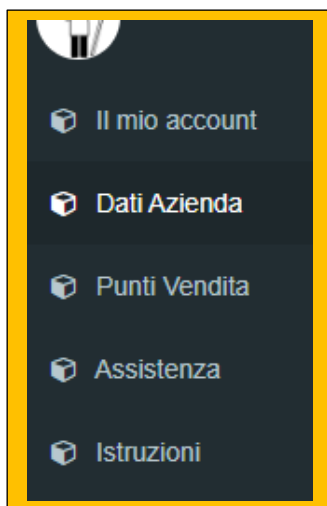 Il mio account
Dati Azienda
Punti Vendita
Assistenza
Istruzioni